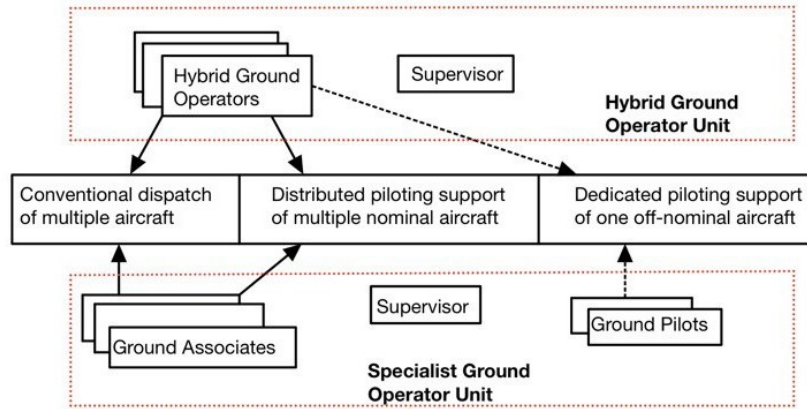 Hybrid Ground
Operators
Supervisor
Hybrid Ground
Operator Unit
Conventional dispatch
of multiple aircraft
Distributed piloting support
of multiple nominal aircraft
Dedicated piloting support
of one off-nominal aircraft
Ground Associates
Supervisor
Ground Pilots
Specialist Ground
Operator Unit